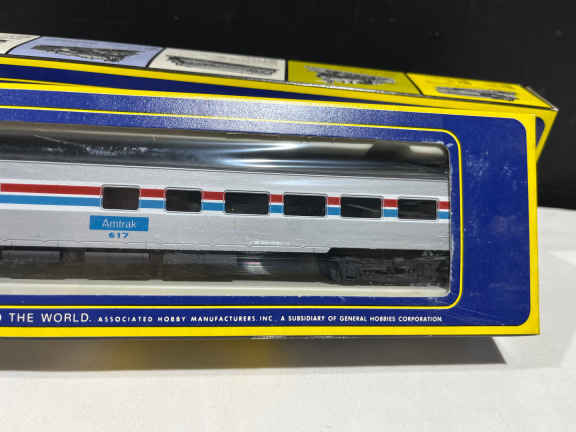 Amtrak
617
THE WORLD. ASSOCIATED HOBBY MANUFACTURERS, INC., A SUBSIDIARY OF GENERAL HOBBIES CORPORATION